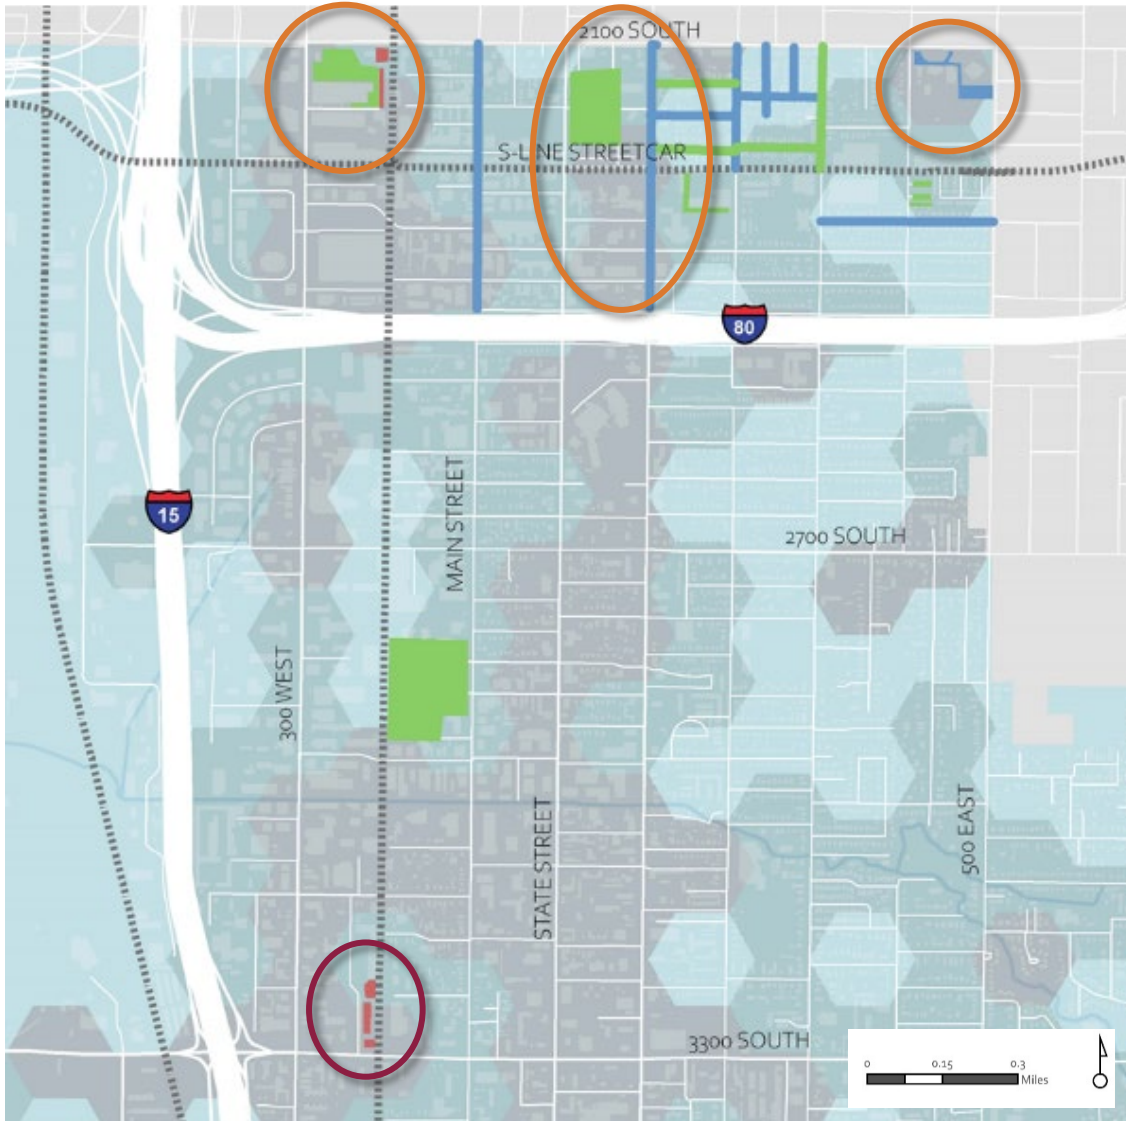 2100 SOUTH
S-LINE STREETCAR
80
MAIN STREET
15
2700 SOUTH
300 WEST
STATE STREET
500 EAST
3300 SOUTH
0 0.15 0.3
Miles